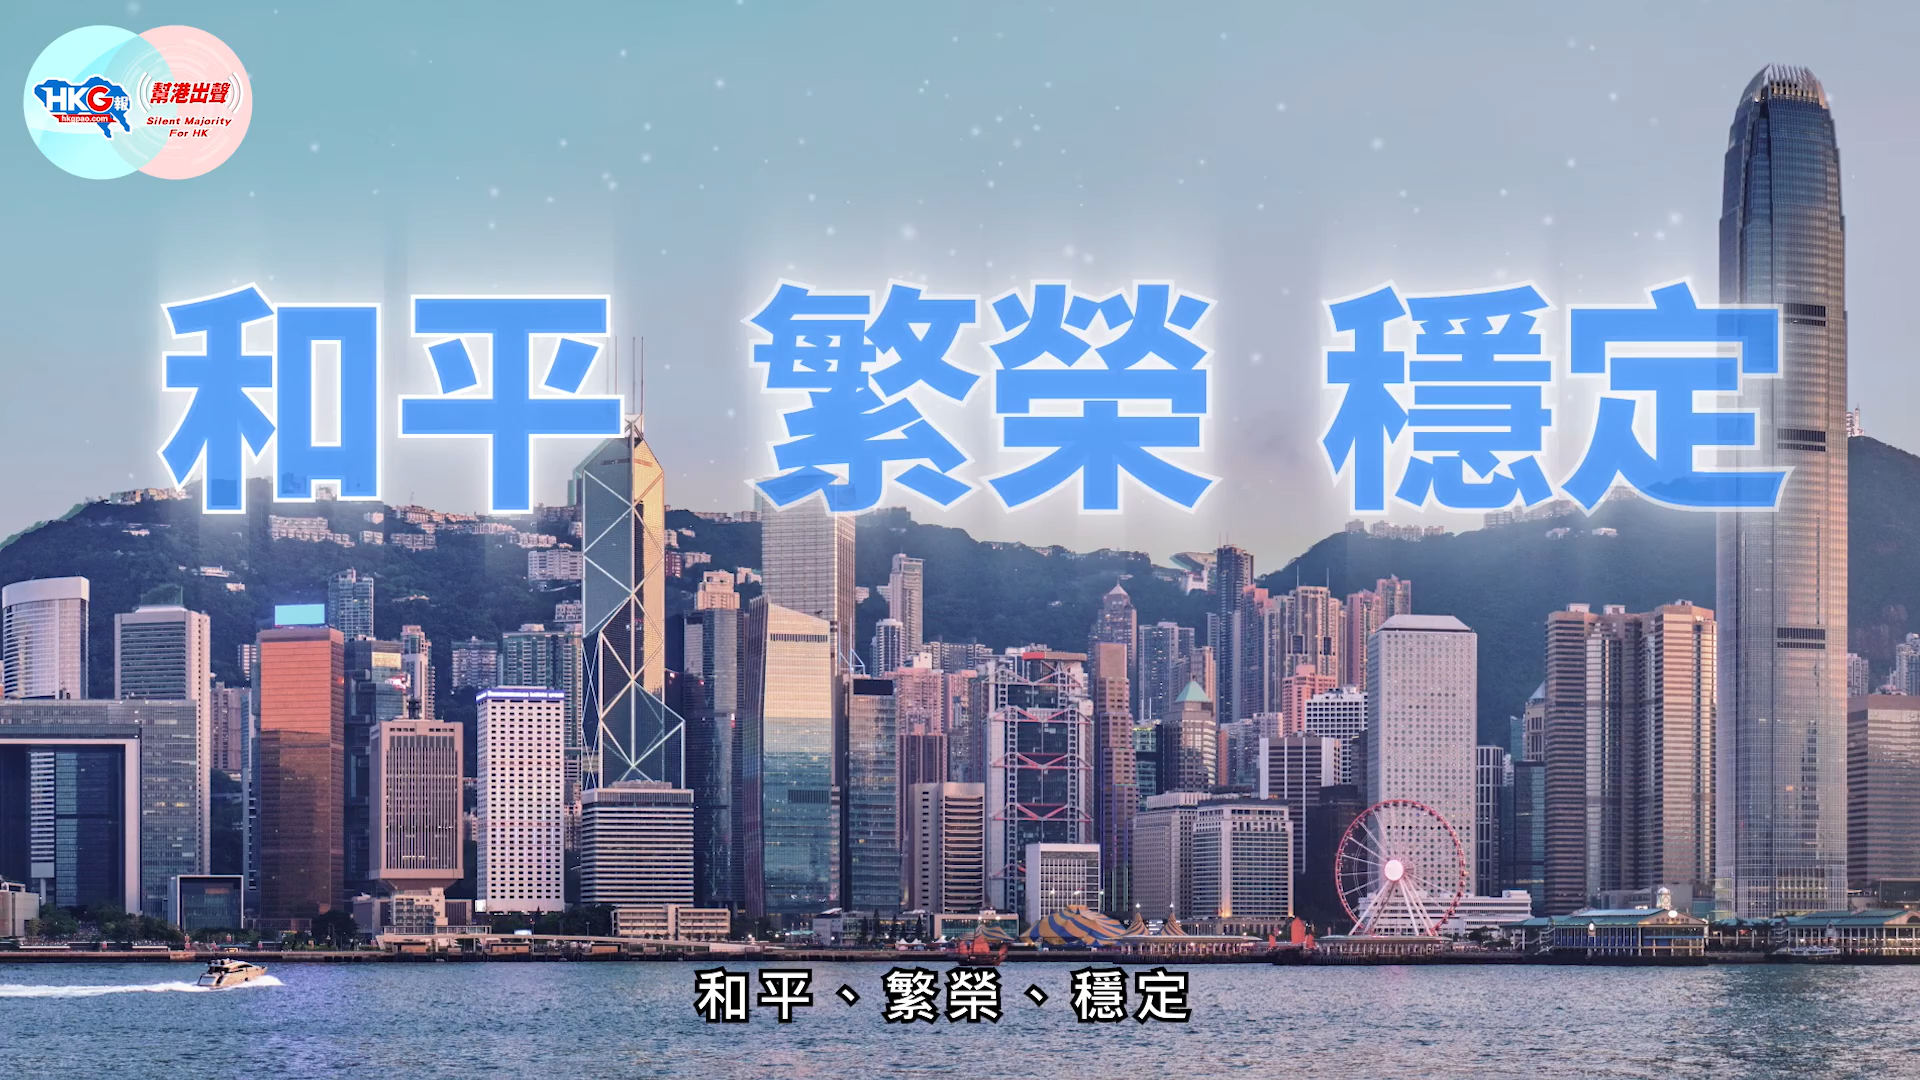 HKG報
hkgpao.com
幫港出聲
Silent Majority
For HK
和平 繁榮 穩定
和平、繁榮、穩定